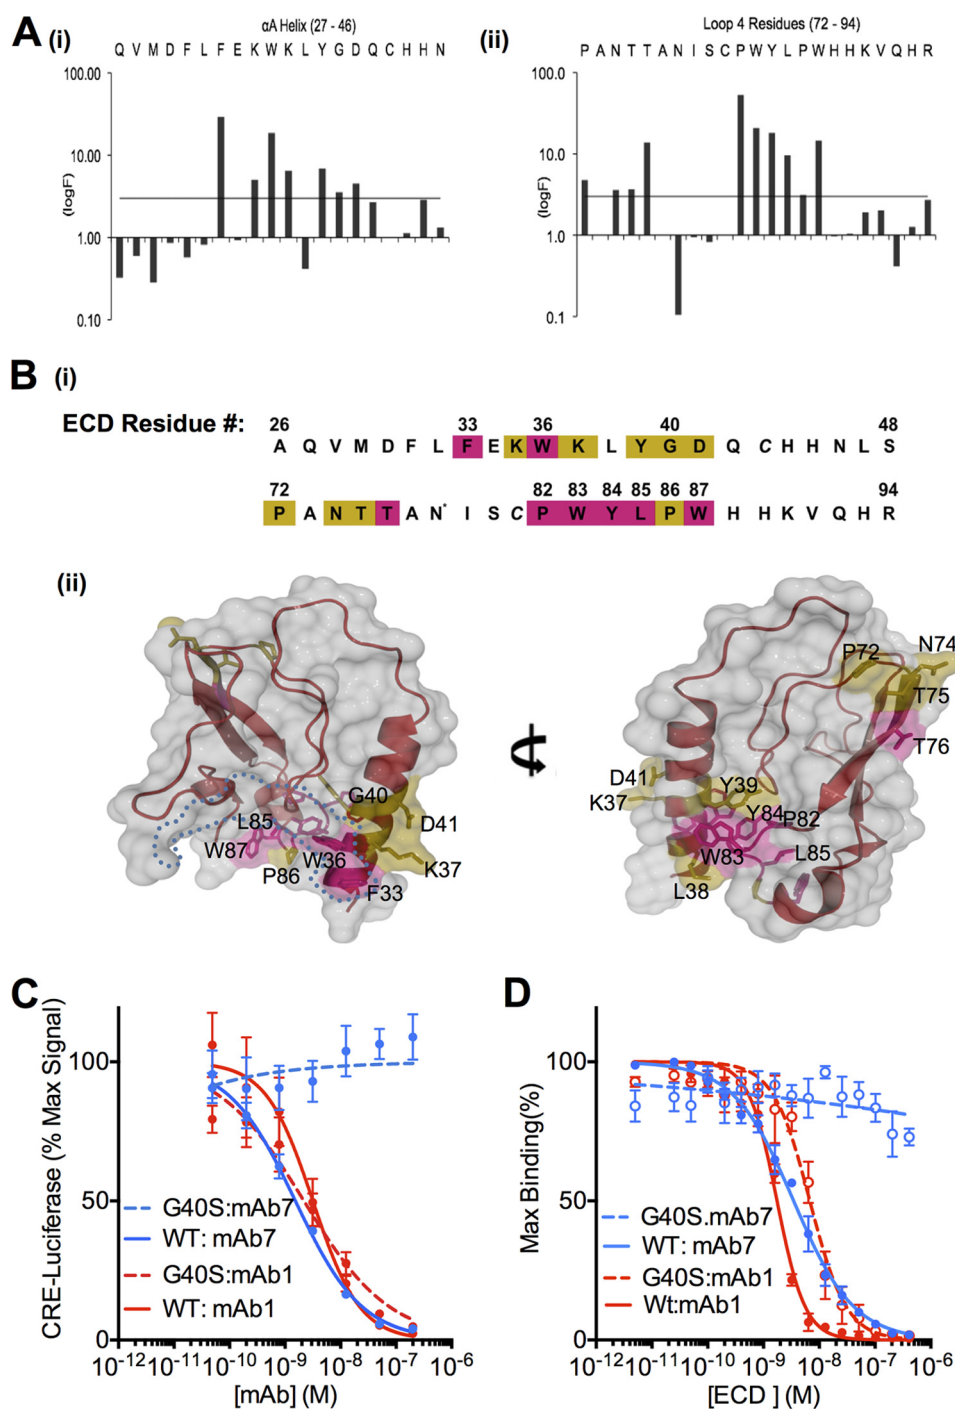 A (i)
αA Helix (27 - 46)
Q V M D F L F E K W K L Y G D Q C H H N
100.00
10.00
1.00
0.10
(logF)
(ii)
Loop 4 Residues (72 - 94)
P A N T T A N I S C P W Y L P W H H K V Q H R
100.0
10.0
1.0
0.1
(logF)
B (i)
ECD Residue #:
26 33 36 40 48
A Q V M D F L F E K W K L Y G D Q C H H N L S
72 82 83 84 85 86 87 94
P A N T T A N* I S C P W Y L P W H H K V Q H R
(ii)
G40
L85
D41
W87
W36
P86
K37
F33
P72
N74
T75
T76
D41
Y39
K37
Y84
P82
W83
L85
L38
C
CRE-Luciferase (% Max Signal)
100
50
0
G40S:mAb7
WT: mAb7
G40S:mAb1
WT: mAb1
10-12 10-11 10-10 10-9 10-8 10-7 10-6
[mAb] (M)
D
Max Binding(%)
100
50
0
G40S.mAb7
WT: mAb7
G40S:mAb1
Wt:mAb1
10-12 10-11 10-10 10-9 10-8 10-7 10-6
[ECD ] (M)